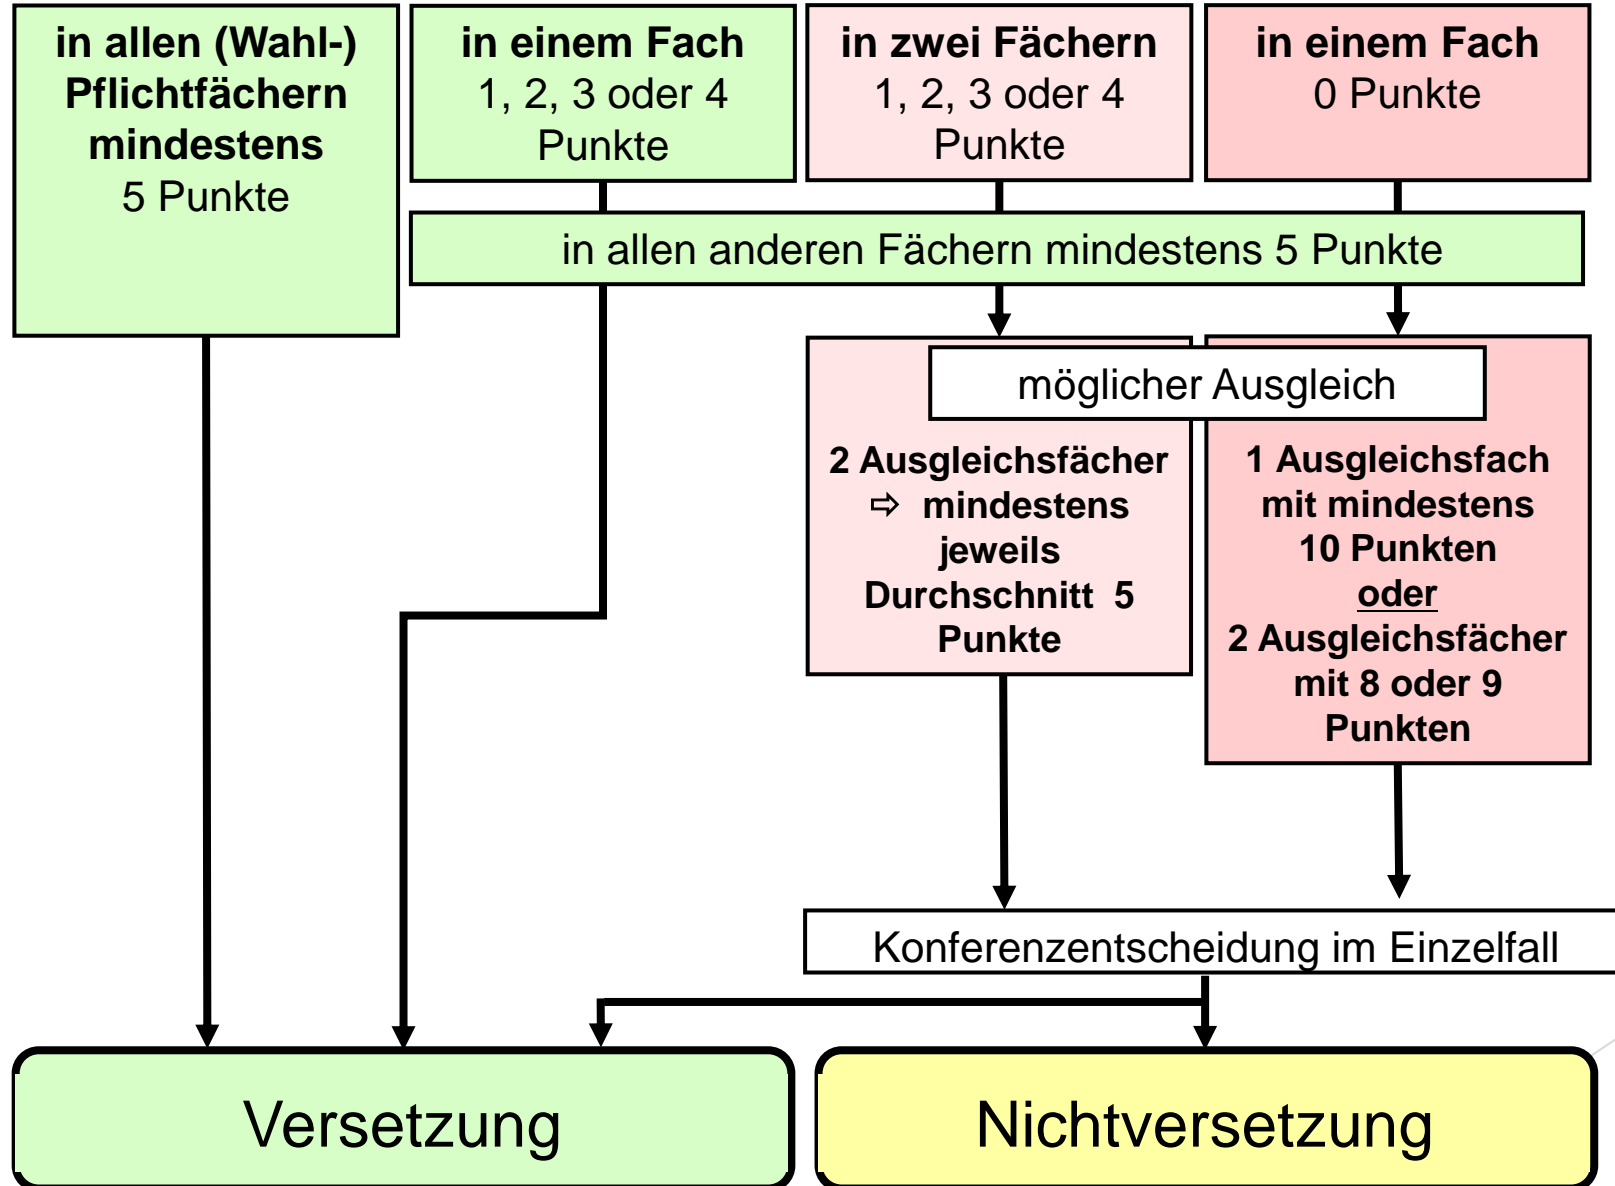 in allen (Wahl-)
Pflichtfächern
mindestens
5 Punkte
in einem Fach
1, 2, 3 oder 4
Punkte
in zwei Fächern
1, 2, 3 oder 4
Punkte
in einem Fach
0 Punkte
in allen anderen Fächern mindestens 5 Punkte
möglicher Ausgleich
2 Ausgleichsfächer
⇨ mindestens
jeweils
Durchschnitt 5
Punkte
1 Ausgleichsfach
mit mindestens
10 Punkten
oder
2 Ausgleichsfächer
mit 8 oder 9
Punkten
Konferenzentscheidung im Einzelfall
Versetzung
Nichtversetzung